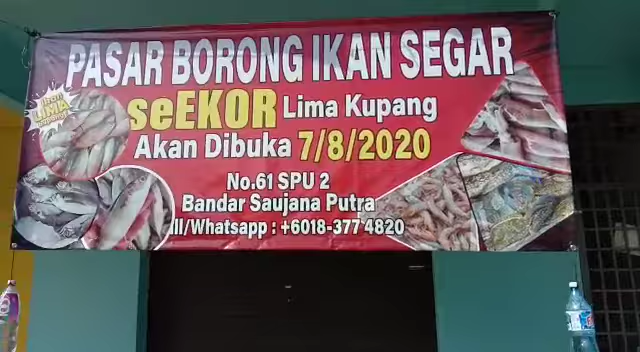 PASAR BORONG IKAN SEGAR
seEKOR Lima Kupang
Akan Dibuka 7/8/2020
No.61 SPU 2
Bandar Saujana Putra
ll/Whatsapp : +6018-377 4820
LIMA